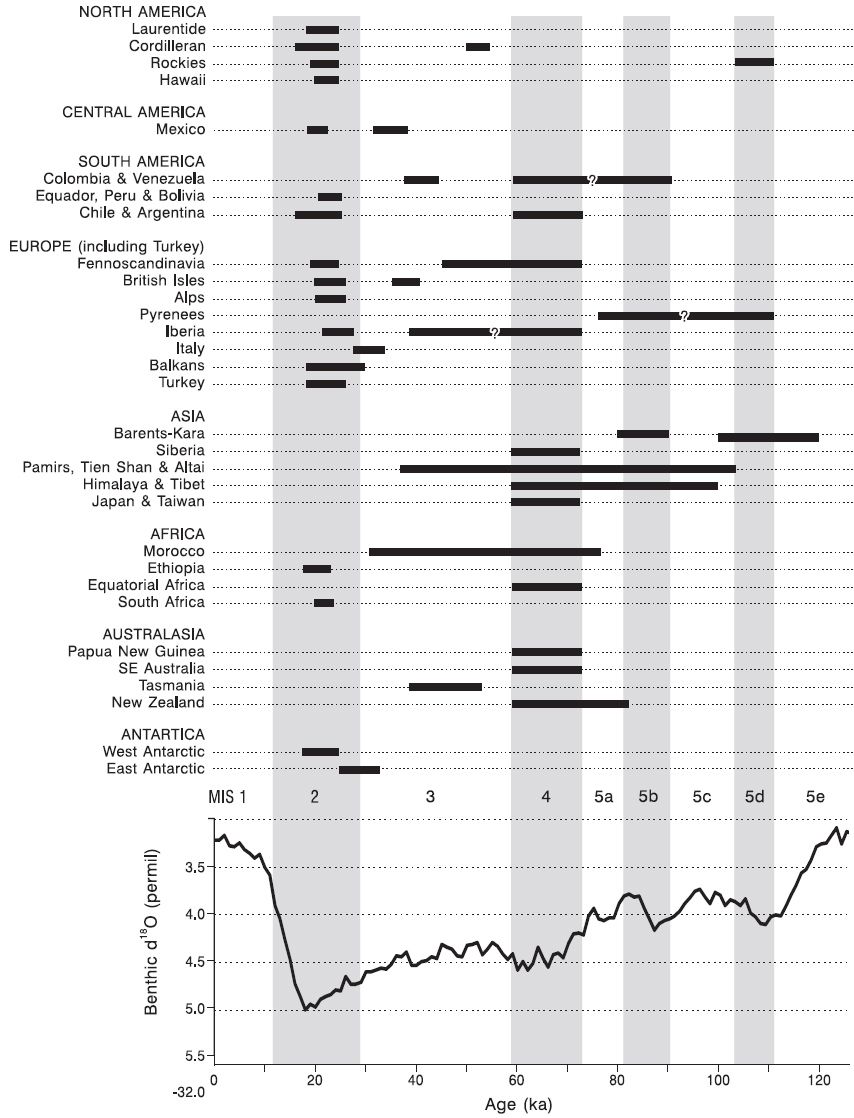 NORTH AMERICA
Laurentide
Cordilleran
Rockies
Hawaii
CENTRAL AMERICA
Mexico
SOUTH AMERICA
Colombia & Venezuela ?
Equador, Peru & Bolivia
Chile & Argentina
EUROPE (including Turkey)
Fennoscandinavia
British Isles
Alps
Pyrenees ?
Iberia ?
Italy
Balkans
Turkey
ASIA
Barents-Kara
Siberia
Pamirs, Tien Shan & Altai
Himalaya & Tibet
Japan & Taiwan
AFRICA
Morocco
Ethiopia
Equatorial Africa
South Africa
AUSTRALASIA
Papua New Guinea
SE Australia
Tasmania
New Zealand
ANTARTICA
West Antarctic
East Antarctic
MIS 1 2 3 4 5a 5b 5c 5d 5e
3.5
4.0
4.5
5.0
5.5
-32.0
Benthic d¹⁸O (permil)
0 20 40 60 80 100 120
Age (ka)